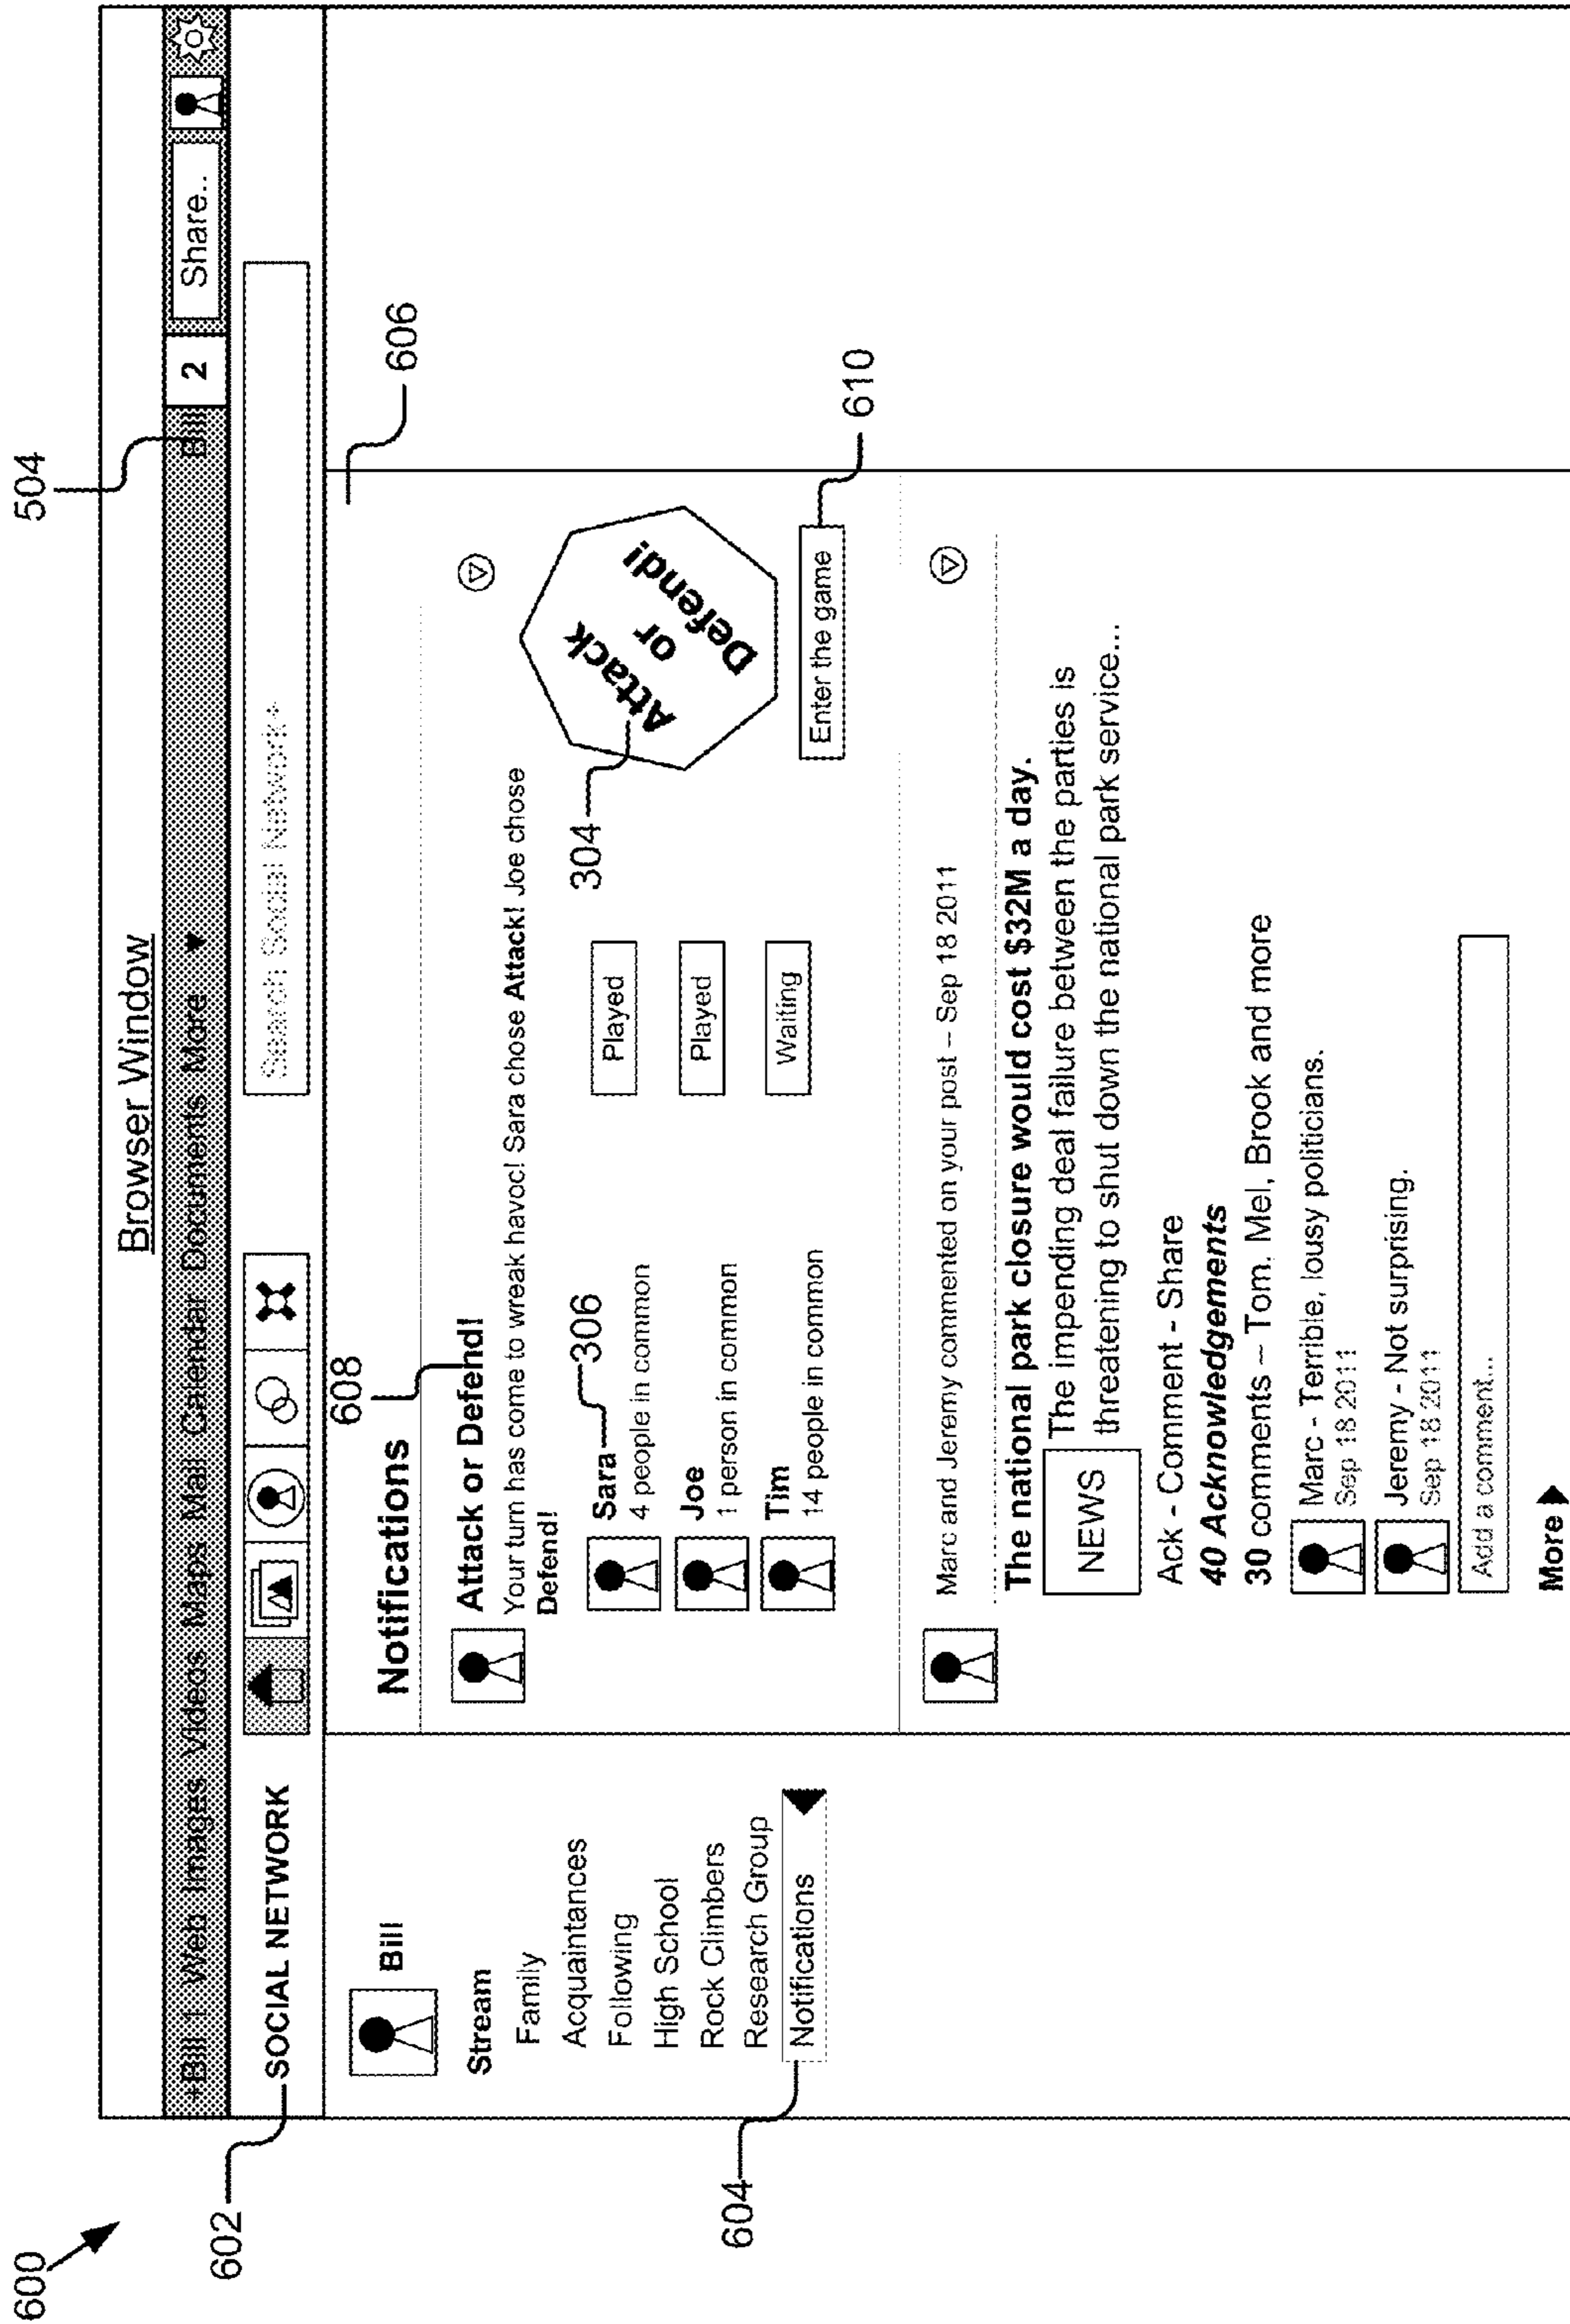 600
Browser Window
504
+Bill 1 Web Images Videos Maps Mail Calendar Documents More ▼ Bill 2 Share..
602
SOCIAL NETWORK
Search Social Network+
606
Bill
Stream
Family
Acquaintances
Following
High School
Rock Climbers
Research Group
Notifications
604
Notifications
608
Attack or Defend!
Your turn has come to wreak havoc! Sara chose Attack! Joe chose
Defend!
Sara
306
4 people in common
Played
Joe
1 person in common
Played
Tim
14 people in common
Waiting
304
Attack
or
Defend!
Enter the game
610
Marc and Jeremy commented on your post – Sep 18 2011
The national park closure would cost $32M a day.
NEWS
The impending deal failure between the parties is
threatening to shut down the national park service...
Ack - Comment - Share
40 Acknowledgements
30 comments – Tom, Mel, Brook and more
Marc - Terrible, lousy politicians.
Sep 18 2011
Jeremy - Not surprising.
Sep 18 2011
Add a comment...
More